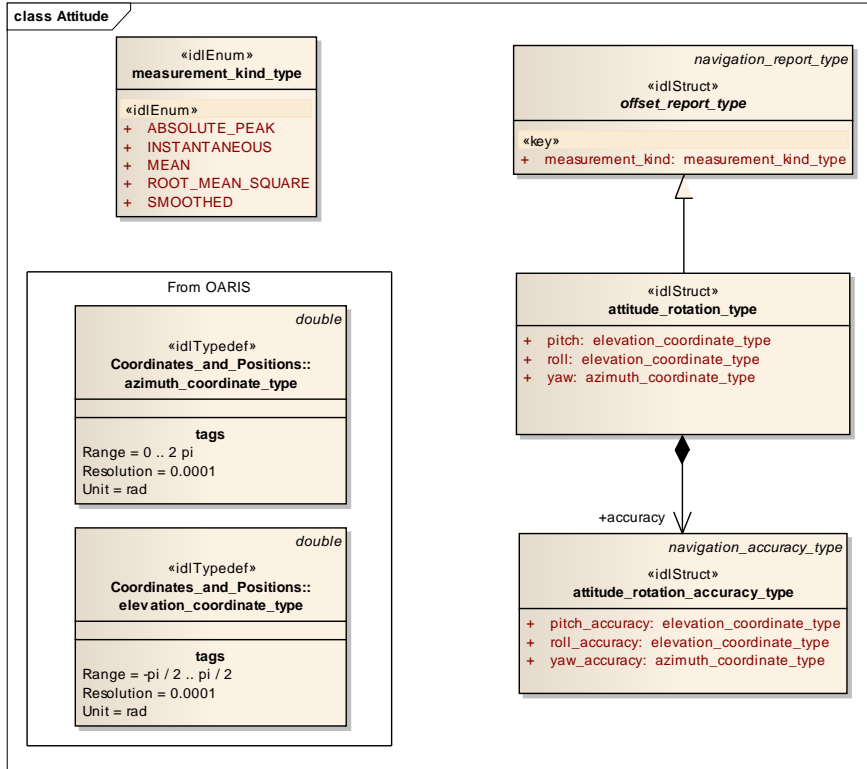 class Attitude
«idlEnum»
measurement_kind_type
«idlEnum»
+ ABSOLUTE_PEAK
+ INSTANTANEOUS
+ MEAN
+ ROOT_MEAN_SQUARE
+ SMOOTHED
navigation_report_type
«idlStruct»
offset_report_type
«key»
+ measurement_kind: measurement_kind_type
From OARIS
double
«idlTypedef»
Coordinates_and_Positions::
azimuth_coordinate_type
tags
Range = 0 .. 2 pi
Resolution = 0.0001
Unit = rad
double
«idlTypedef»
Coordinates_and_Positions::
elevation_coordinate_type
tags
Range = -pi / 2 .. pi / 2
Resolution = 0.0001
Unit = rad
«idlStruct»
attitude_rotation_type
+ pitch: elevation_coordinate_type
+ roll: elevation_coordinate_type
+ yaw: azimuth_coordinate_type
+accuracy
navigation_accuracy_type
«idlStruct»
attitude_rotation_accuracy_type
+ pitch_accuracy: elevation_coordinate_type
+ roll_accuracy: elevation_coordinate_type
+ yaw_accuracy: azimuth_coordinate_type